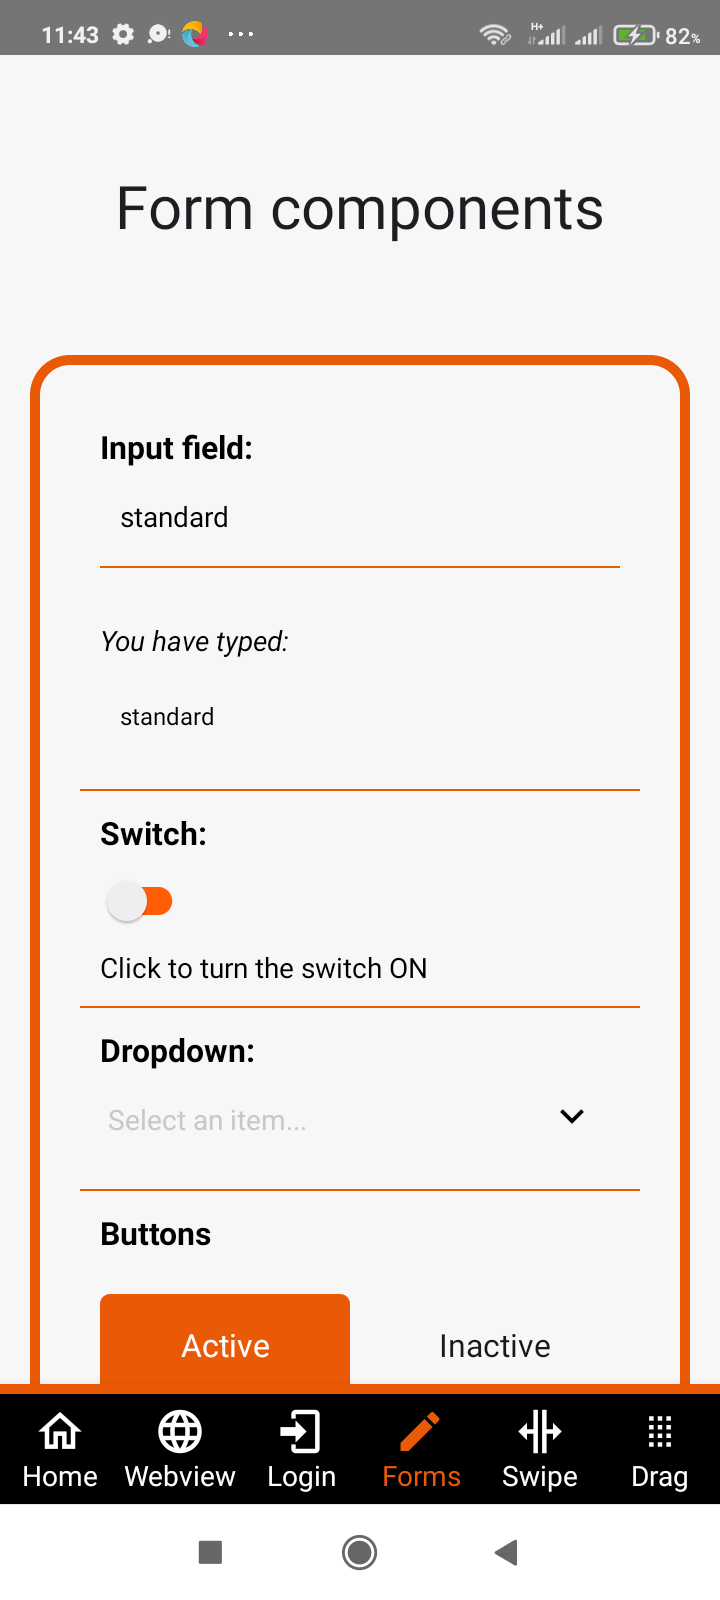 11:43
H+
82%
Form components
Input field:
standard
You have typed:
standard
Switch:
Click to turn the switch ON
Dropdown:
Select an item...
Buttons
Active Inactive
Home Webview Login Forms Swipe Drag